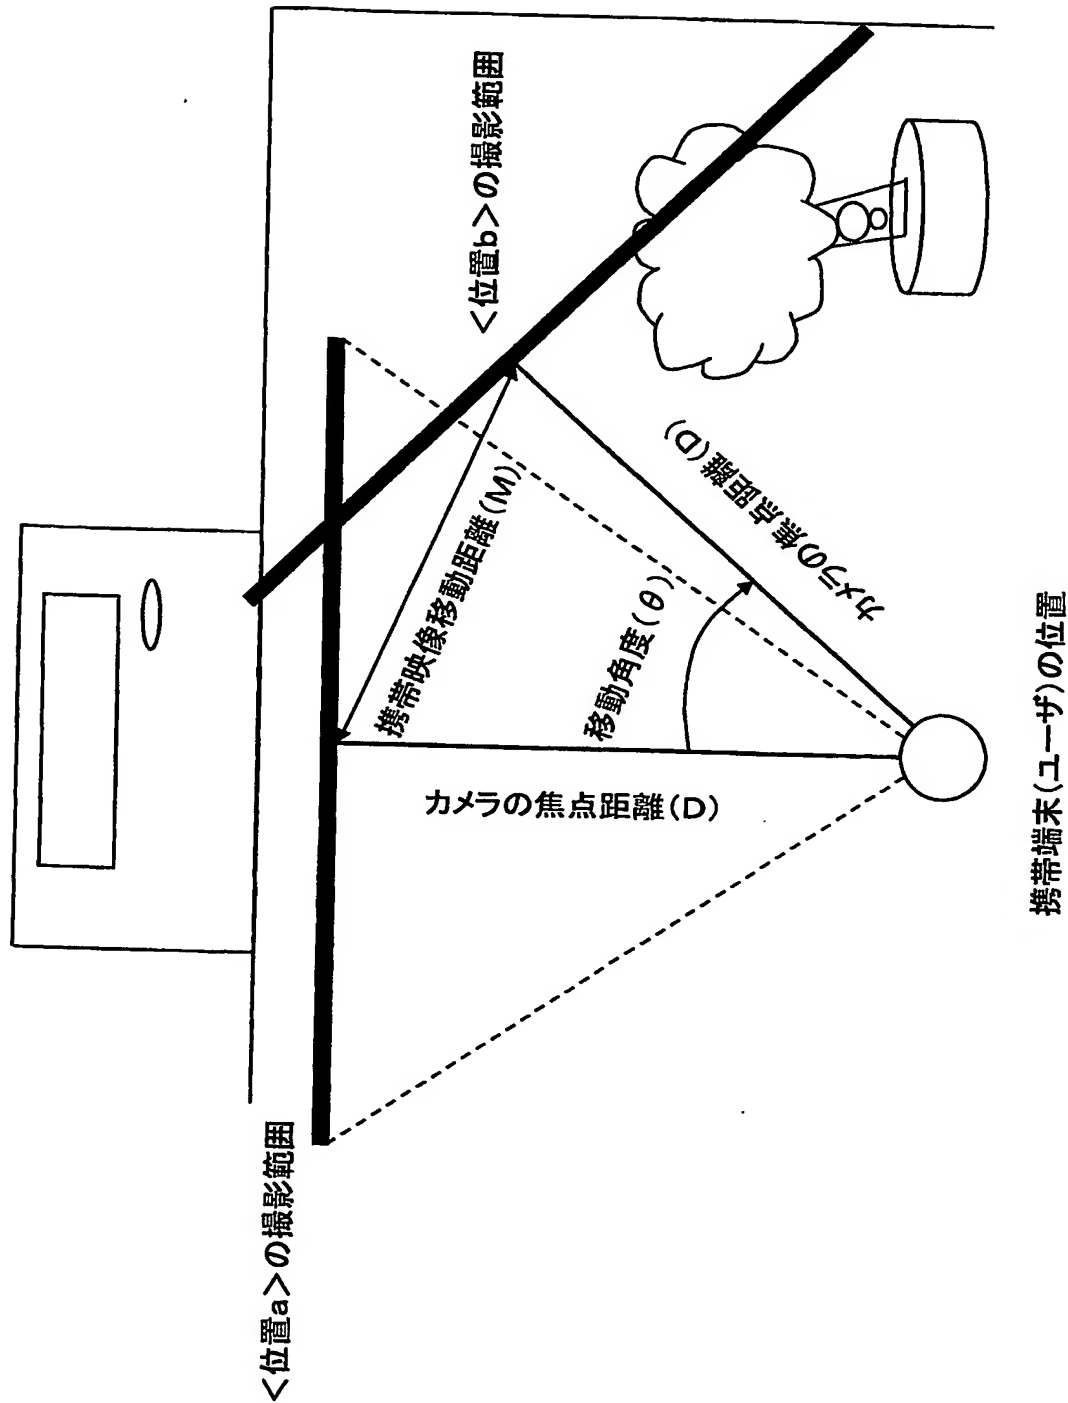 <位置a>の撮影範囲
<位置b>の撮影範囲
携帯映像移動距離(M)
移動角度(θ)
カメラの焦点距離(D)
カメラの焦点距離(D)
携帯端末(ユーザ)の位置